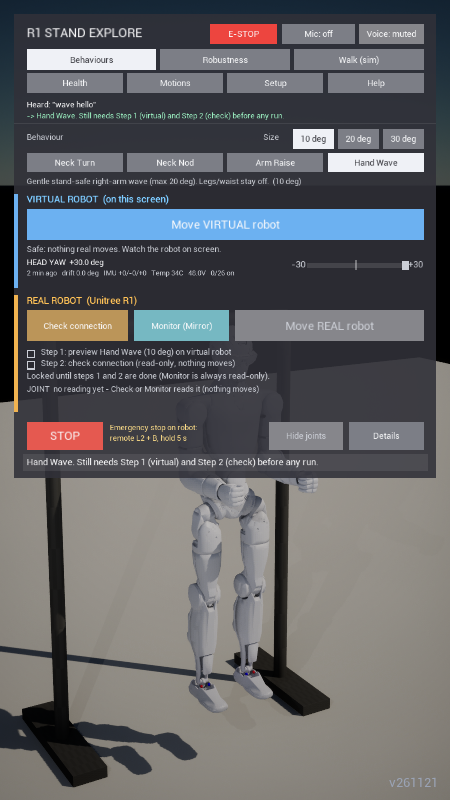 R1 STAND EXPLORE
E-STOP
Mic: off
Voice: muted
Behaviours
Robustness
Walk (sim)
Health
Motions
Setup
Help
Heard: "wave hello"
-> Hand Wave. Still needs Step 1 (virtual) and Step 2 (check) before any run.
Behaviour
Size
10 deg
20 deg
30 deg
Neck Turn
Neck Nod
Arm Raise
Hand Wave
Gentle stand-safe right-arm wave (max 20 deg). Legs/waist stay off. (10 deg)
VIRTUAL ROBOT (on this screen)
Move VIRTUAL robot
Safe: nothing real moves. Watch the robot on screen.
HEAD YAW +30.0 deg
-30
+30
2 min ago drift 0.0 deg IMU +0/-0/+0 Temp 34C 48.0V 0/26 on
REAL ROBOT (Unitree R1)
Check connection
Monitor (Mirror)
Move REAL robot
Step 1: preview Hand Wave (10 deg) on virtual robot
Step 2: check connection (read-only, nothing moves)
Locked until steps 1 and 2 are done (Monitor is always read-only).
JOINT no reading yet - Check or Monitor reads it (nothing moves)
STOP
Emergency stop on robot:
remote L2 + B, hold 5 s
Hide joints
Details
Hand Wave. Still needs Step 1 (virtual) and Step 2 (check) before any run.
v261121